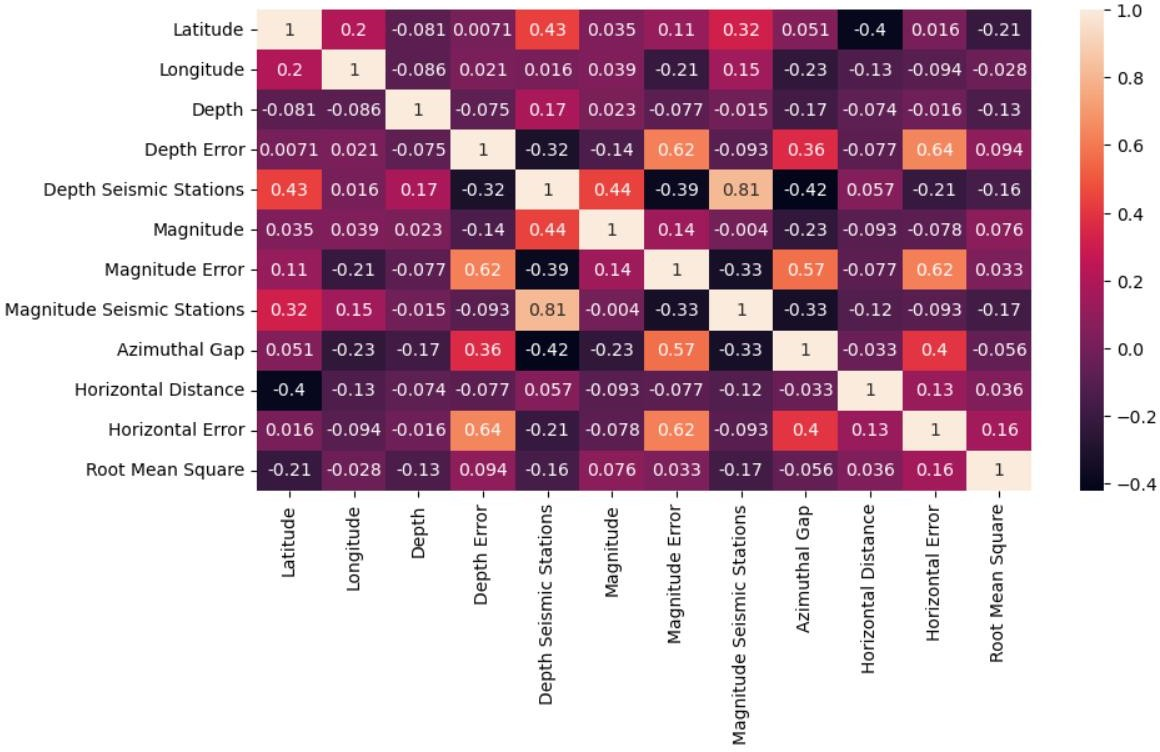 Latitude 1 0.2 -0.081 0.0071 0.43 0.035 0.11 0.32 -0.4 0.016 -0.21
Longitude 0.2 1 -0.086 0.021 0.016 0.039 -0.21 0.15 -0.23 -0.13 -0.094 -0.028
Depth -0.081 -0.086 1 -0.075 0.17 0.023 -0.077 -0.015 -0.17 -0.074 -0.016 -0.13
Depth Error 0.0071 0.021 -0.075 1 -0.32 -0.14 0.62 -0.093 0.36 -0.077 0.64 0.094
Depth Seismic Stations 0.43 0.016 0.17 -0.32 1 0.44 -0.39 0.81 -0.42 0.057 -0.21 -0.16
Magnitude 0.035 0.039 0.023 -0.14 0.44 1 0.14 -0.004 -0.23 -0.093 -0.078 0.076
Magnitude Error 0.11 -0.21 -0.077 0.62 -0.39 0.14 1 -0.33 0.57 -0.077 0.62 0.033
Magnitude Seismic Stations 0.32 0.15 -0.015 -0.093 0.81 -0.004 -0.33 1 -0.33 -0.12 -0.093 -0.17
Azimuthal Gap 0.051 -0.23 -0.17 0.36 -0.42 -0.23 0.57 -0.33 1 -0.033 0.4 -0.056
Horizontal Distance -0.4 -0.13 -0.074 -0.077 0.057 -0.093 -0.077 -0.12 -0.033 1 0.13 0.036
Horizontal Error 0.016 -0.094 -0.016 0.64 -0.21 -0.078 0.62 -0.093 0.4 0.13 1 0.16
Root Mean Square -0.21 -0.028 -0.13 0.094 -0.16 0.076 0.033 -0.17 -0.056 0.036 0.16 1
Latitude
Longitude
Depth
Depth Error
Depth Seismic Stations
Magnitude
Magnitude Error
Magnitude Seismic Stations
Azimuthal Gap
Horizontal Distance
Horizontal Error
Root Mean Square
1.0
0.8
0.6
0.4
0.2
0.0
−0.2
−0.4